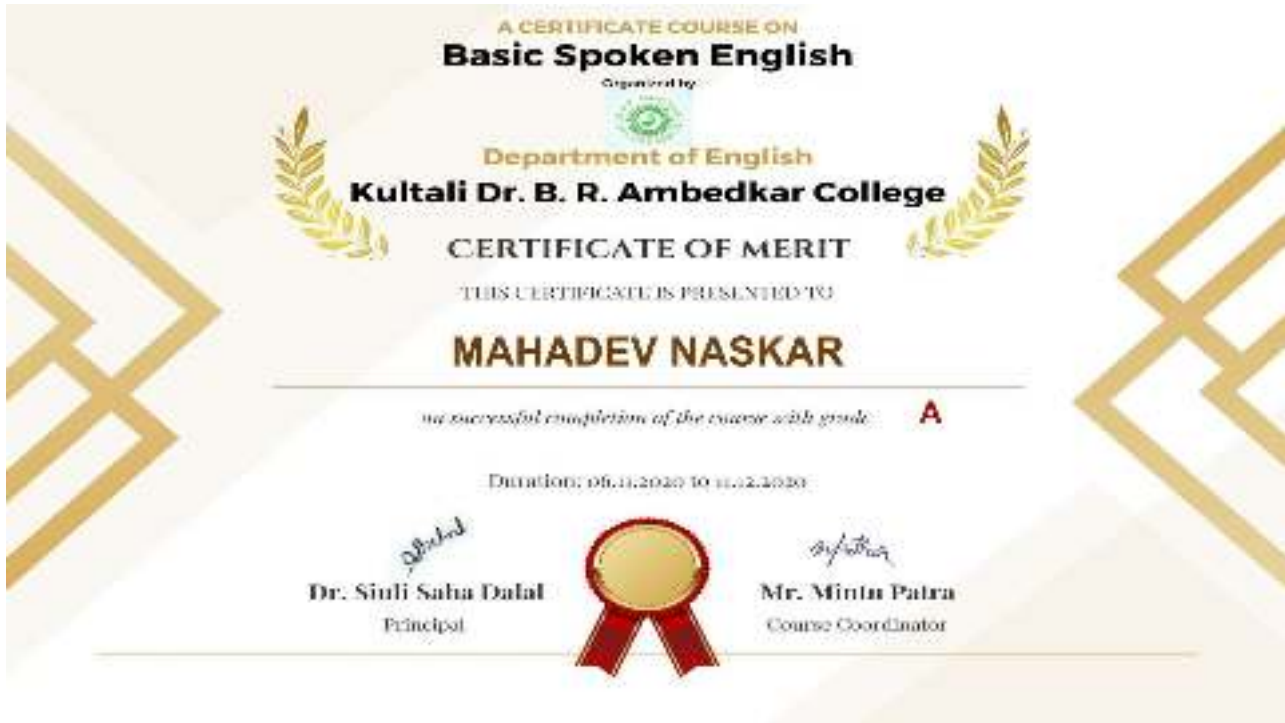 A CERTIFICATE COURSE ON
Basic Spoken English
Organized by
Department of English
Kultali Dr. B. R. Ambedkar College
CERTIFICATE OF MERIT
THIS CERTIFICATE IS PRESENTED TO
MAHADEV NASKAR
on successful completion of the course with grade A
Duration: 06.11.2020 to 11.12.2020
Dr. Siuli Saha Dalal Mr. Mintu Patra
Principal Course Coordinator